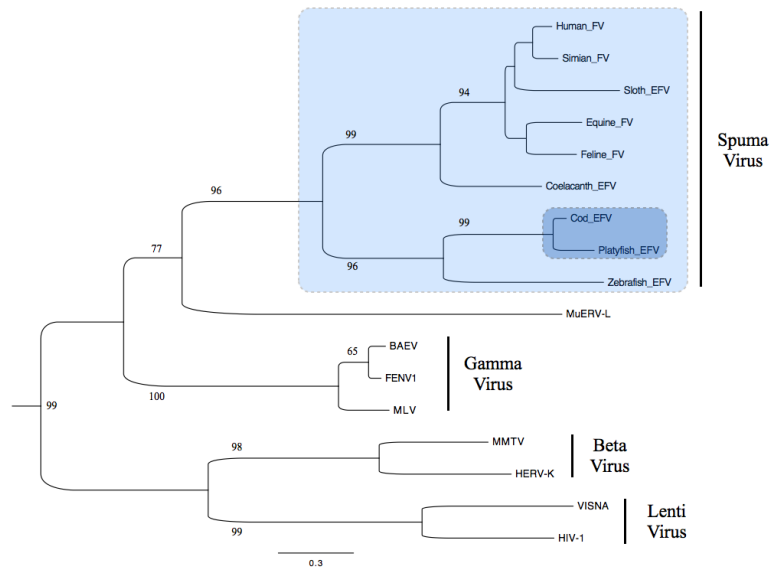 Human_FV
Simian_FV
94
Sloth_EFV
Equine_FV
99
Spuma
Virus
Feline_FV
Coelacanth_EFV
96
99
Cod_EFV
77
Platyfish_EFV
96
Zebrafish_EFV
MuERV-L
BAEV
65
Gamma
Virus
FENV1
100
99
MLV
MMTV
98
Beta
Virus
HERV-K
VISNA
Lenti
Virus
99
HIV-1
0.3